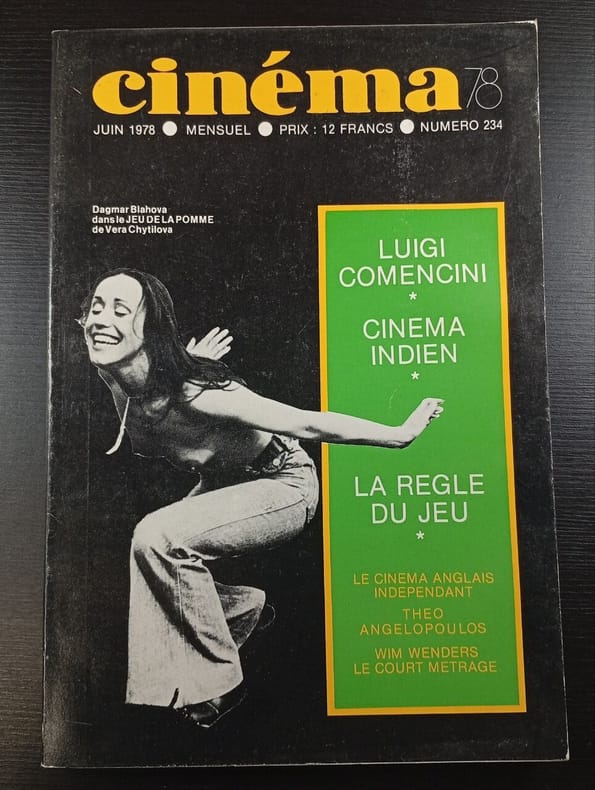 cinéma 78
JUIN 1978 ● MENSUEL ● PRIX : 12 FRANCS ● NUMERO 234
Dagmar Blahova
dans le JEU DE LA POMME
de Vera Chytilova
LUIGI
COMENCINI
*
CINEMA
INDIEN
*
LA REGLE
DU JEU
*
LE CINEMA ANGLAIS
INDEPENDANT
THEO
ANGELOPOULOS
WIM WENDERS
LE COURT METRAGE